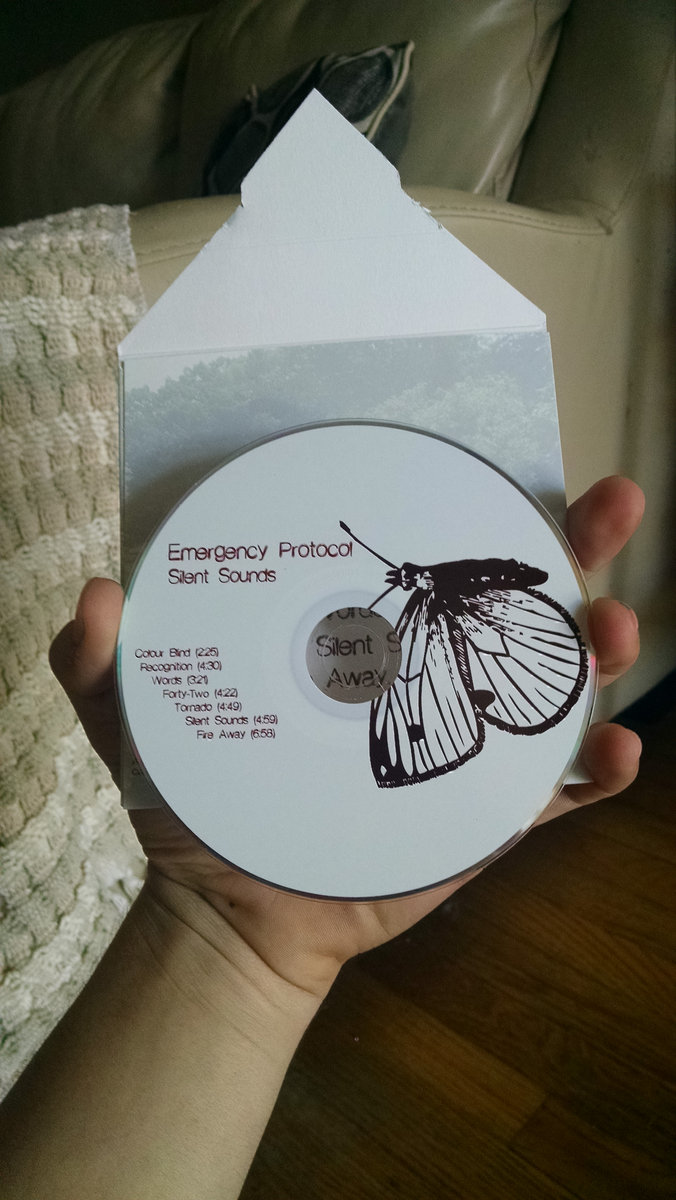 Emergency Protocol
Silent Sounds
Colour Blind (2:25)
Recognition (4:30)
Words (3:21)
Forty-Two (4:22)
Tornado (4:49)
Silent Sounds (4:59)
Fire Away (6:58)
Silent S
Away